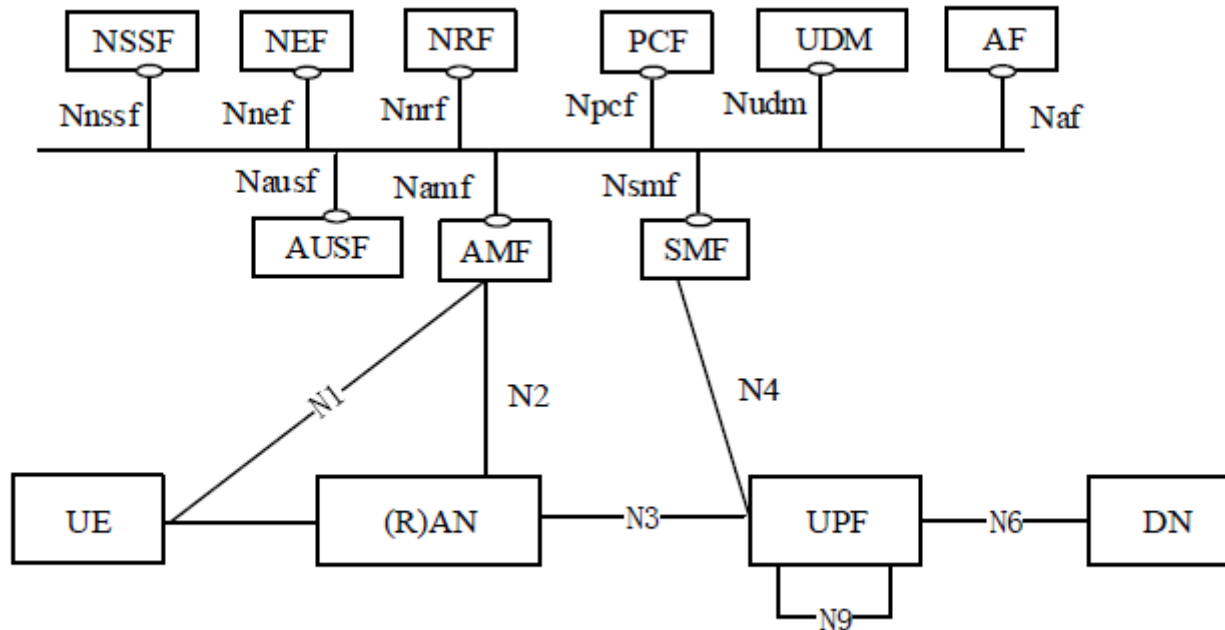 NSSF NEF NRF PCF UDM AF
Nnssf Nnef Nnrf Npcf Nudm Naf
Nausf Namf Nsmf
AUSF AMF SMF
N1 N2 N4
UE (R)AN N3 UPF N6 DN
N9